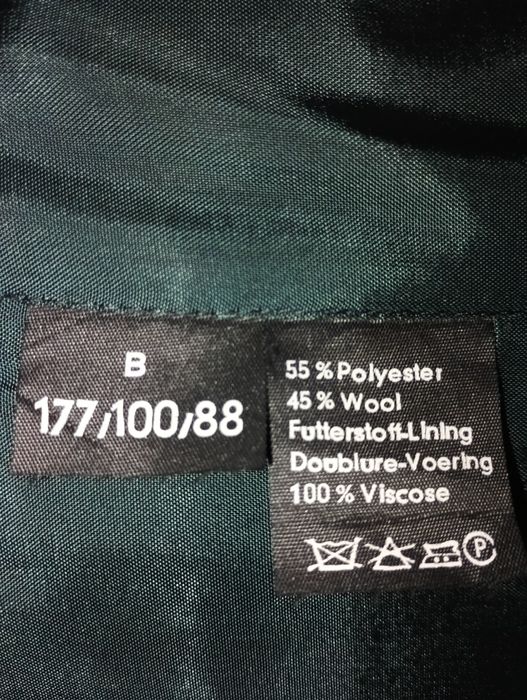 B
177/100/88
55 % Polyester
45 % Wool
Futterstoff-Lining
Doublure-Voering
100 % Viscose
P